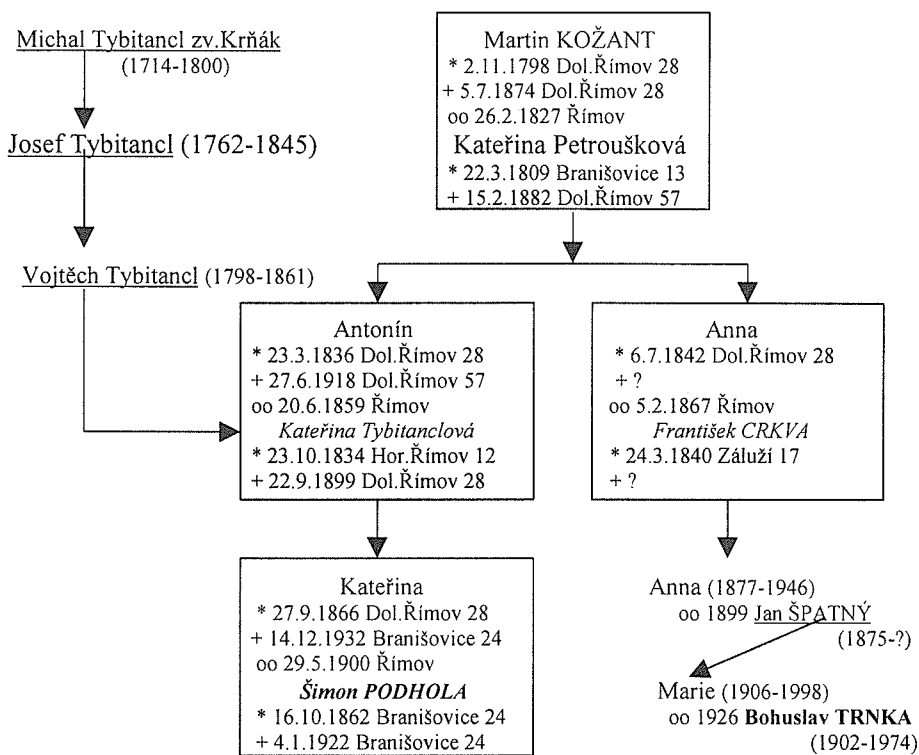 Michal Tybitancl zv.Krňák
(1714-1800)
Josef Tybitancl (1762-1845)
Vojtěch Tybitancl (1798-1861)
Martin KOŽANT
* 2.11.1798 Dol.Římov 28
+ 5.7.1874 Dol.Římov 28
oo 26.2.1827 Římov
Kateřina Petroušková
* 22.3.1809 Branišovice 13
+ 15.2.1882 Dol.Římov 57
Antonín
* 23.3.1836 Dol.Římov 28
+ 27.6.1918 Dol.Římov 57
oo 20.6.1859 Římov
Kateřina Tybitanclová
* 23.10.1834 Hor.Římov 12
+ 22.9.1899 Dol.Římov 28
Anna
* 6.7.1842 Dol.Římov 28
+ ?
oo 5.2.1867 Římov
František CRKVA
* 24.3.1840 Záluží 17
+ ?
Kateřina
* 27.9.1866 Dol.Římov 28
+ 14.12.1932 Branišovice 24
oo 29.5.1900 Římov
Šimon PODHOLA
* 16.10.1862 Branišovice 24
+ 4.1.1922 Branišovice 24
Anna (1877-1946)
oo 1899 Jan ŠPATNÝ
(1875-?)
Marie (1906-1998)
oo 1926 Bohuslav TRNKA
(1902-1974)